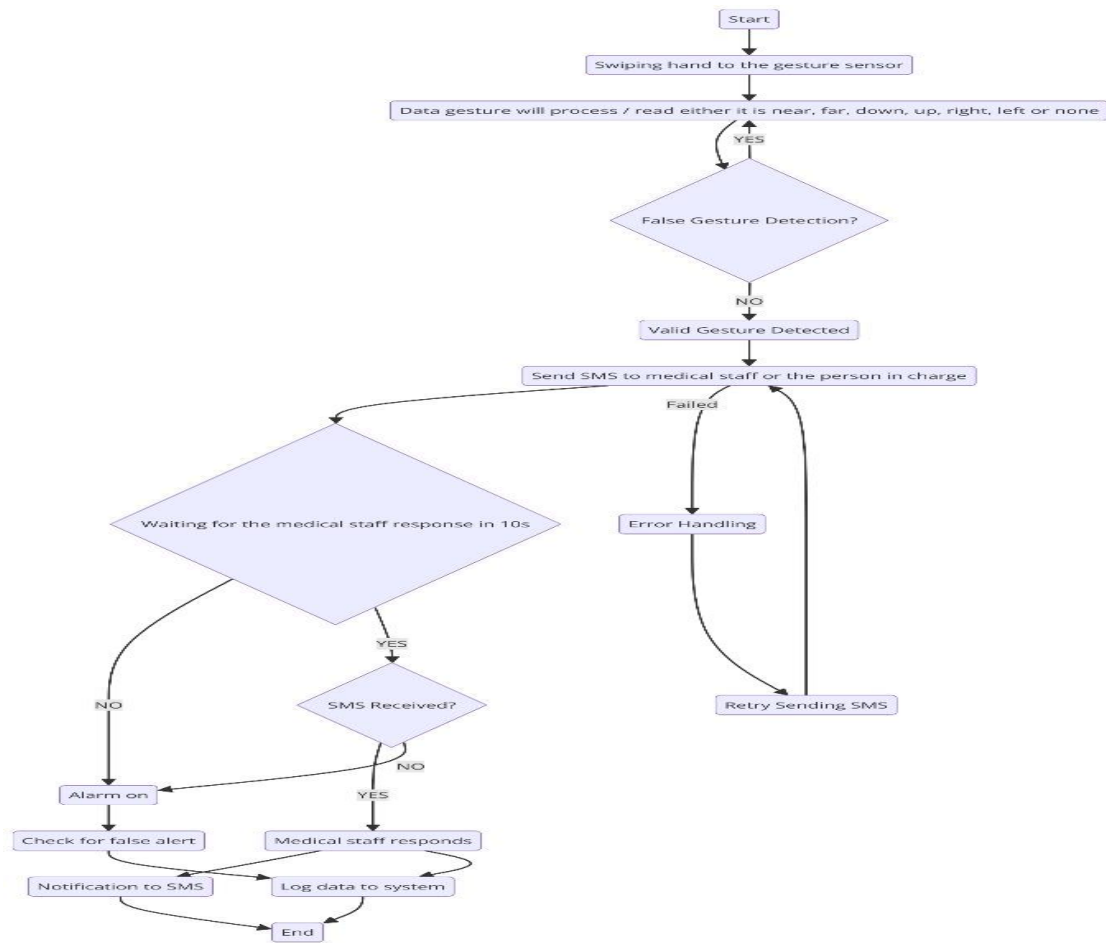 Start
Swiping hand to the gesture sensor
Data gesture will process / read either it is near, far, down, up, right, left or none
YES
False Gesture Detection?
NO
Valid Gesture Detected
Send SMS to medical staff or the person in charge
Failed
Waiting for the medical staff response in 10s
Error Handling
YES
NO
SMS Received?
Retry Sending SMS
NO
Alarm on
YES
Check for false alert
Medical staff responds
Notification to SMS
Log data to system
End